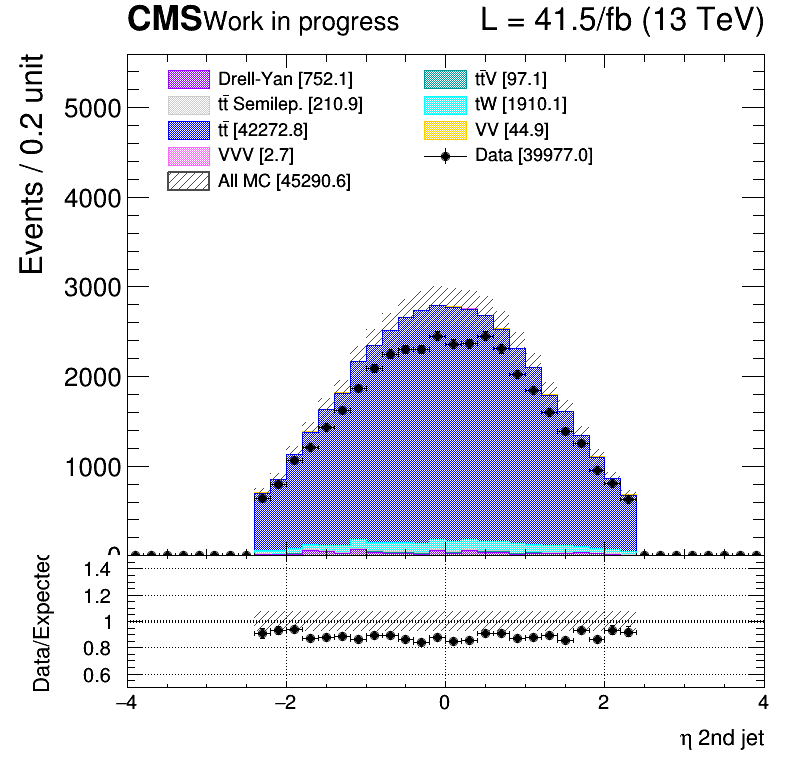 CMS Work in progress L = 41.5/fb (13 TeV)
Events / 0.2 unit
5000
4000
3000
2000
1000
0
Drell-Yan [752.1]
tt̄ Semilep. [210.9]
tt̄ [42272.8]
VVV [2.7]
All MC [45290.6]
tt̄V [97.1]
tW [1910.1]
VV [44.9]
Data [39977.0]
Data/Expected
1.4
1.2
1
0.8
0.6
−4 −2 0 2 4
η 2nd jet